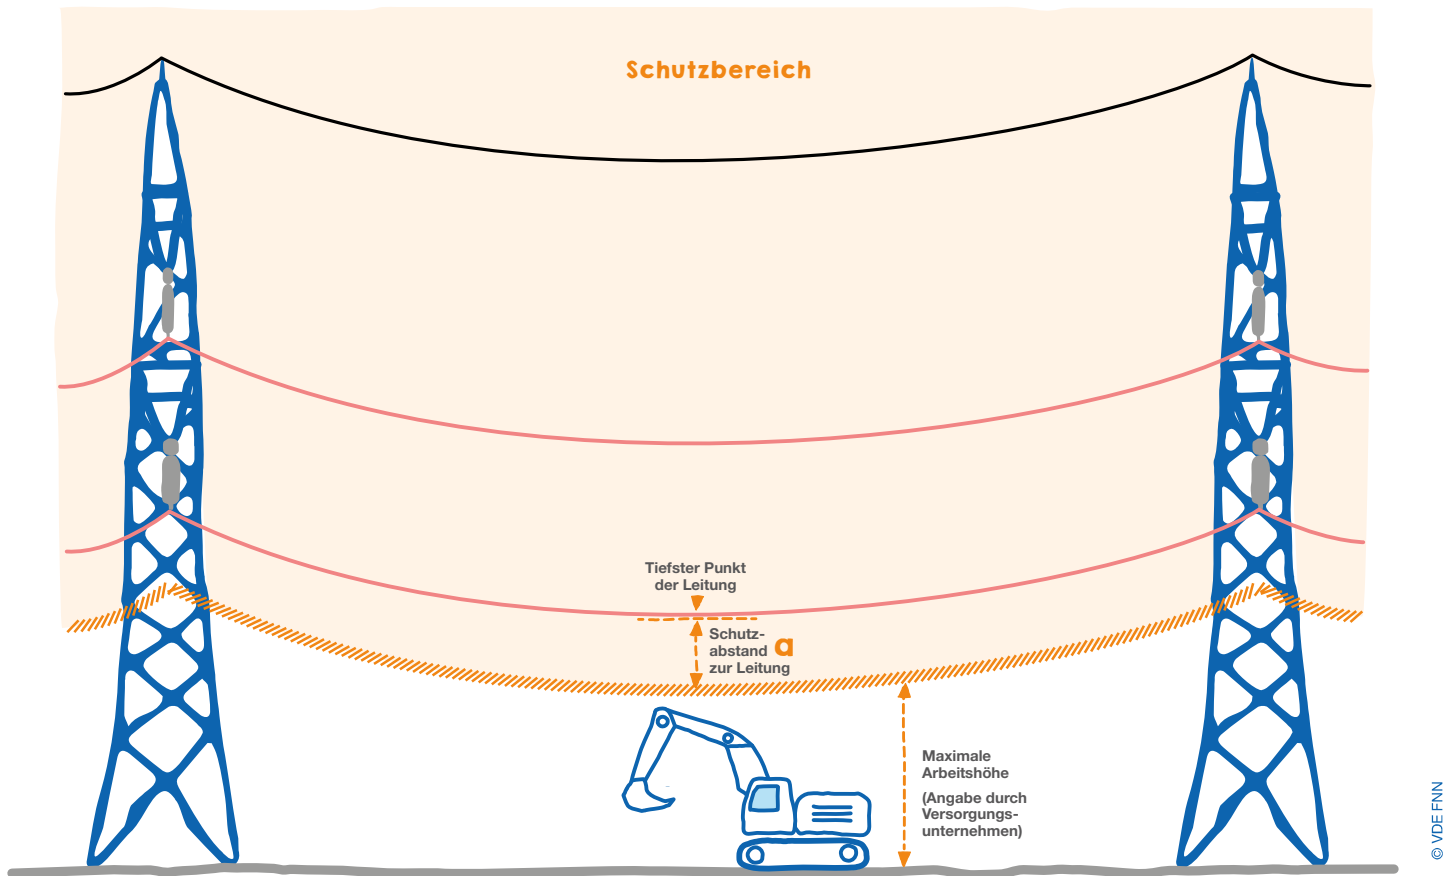 Schutzbereich
Tiefster Punkt
der Leitung
Schutz-
abstand a
zur Leitung
Maximale
Arbeitshöhe
(Angabe durch
Versorgungs-
unternehmen)
© VDE FNN